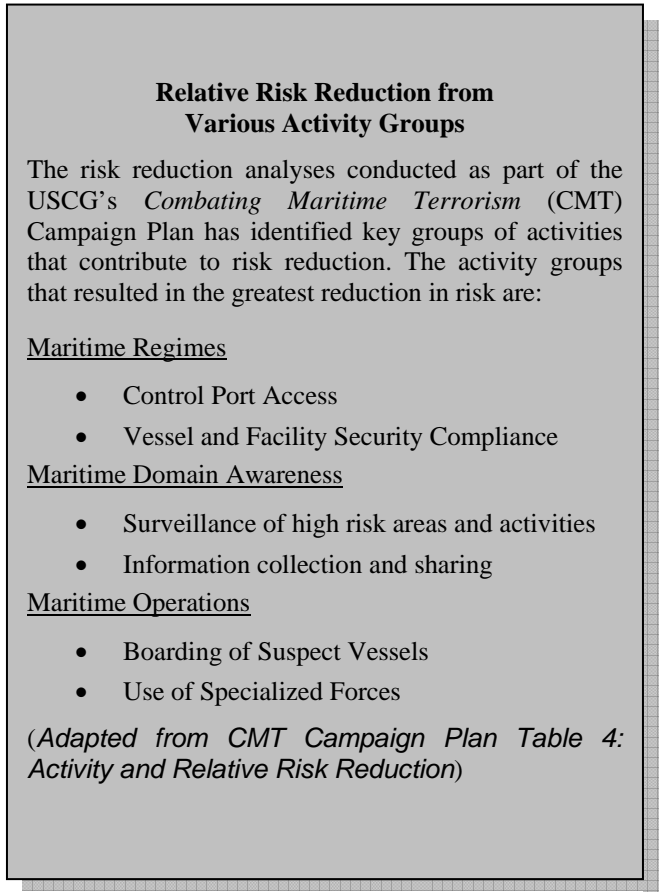 Relative Risk Reduction from
Various Activity Groups
The risk reduction analyses conducted as part of the
USCG's Combating Maritime Terrorism (CMT)
Campaign Plan has identified key groups of activities
that contribute to risk reduction. The activity groups
that resulted in the greatest reduction in risk are:
Maritime Regimes
• Control Port Access
• Vessel and Facility Security Compliance
Maritime Domain Awareness
• Surveillance of high risk areas and activities
• Information collection and sharing
Maritime Operations
• Boarding of Suspect Vessels
• Use of Specialized Forces
(Adapted from CMT Campaign Plan Table 4:
Activity and Relative Risk Reduction)